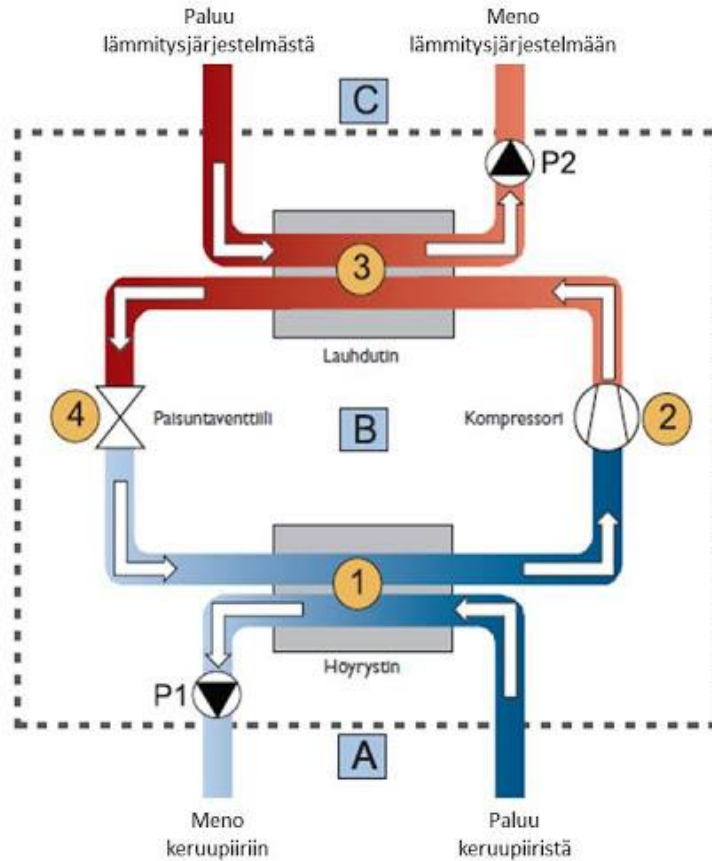 Paluu
lämmitysjärjestelmästä
Meno
lämmitysjärjestelmään
C
P2
3
Lauhdutin
4
Paisuntaventtiili
B
Kompressori
2
1
Höyrystin
P1
A
Meno
keruupiiriin
Paluu
keruupiiristä